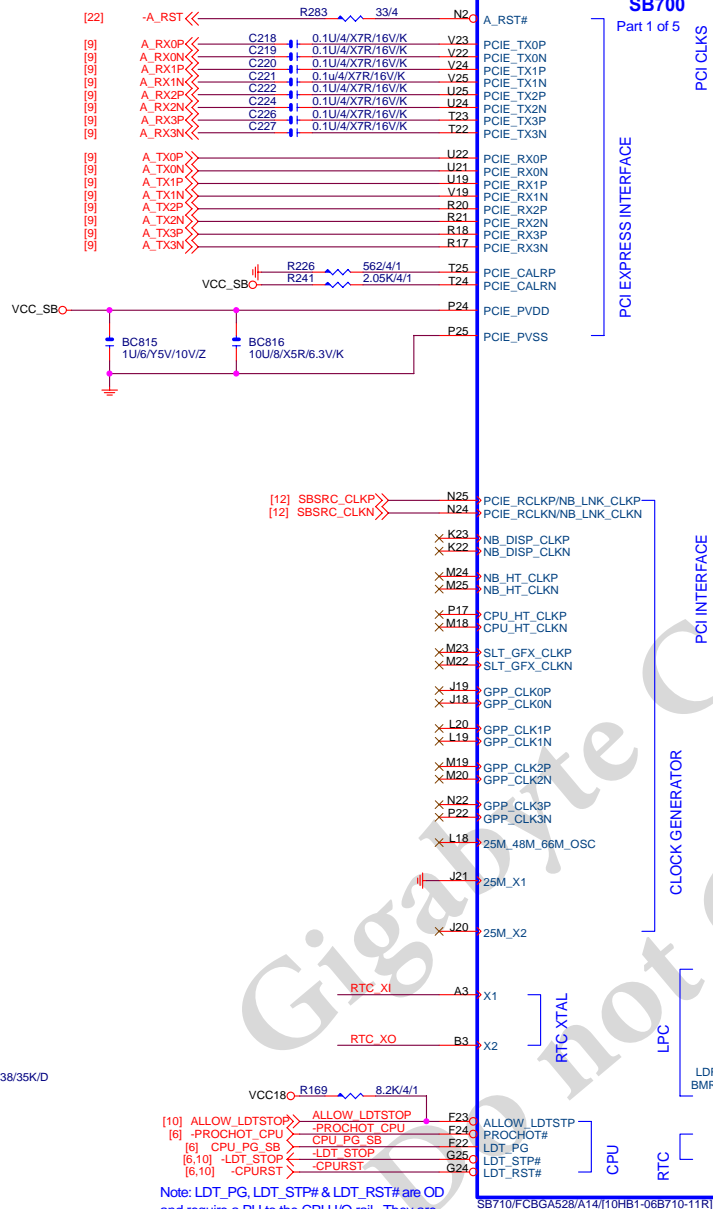 SB700
Part 1 of 5
PCI CLKS
[22] -A_RST R283 33/4 N2 A_RST#
[9] A_RX0P C218 0.1U/4/X7R/16V/K V23 PCIE_TX0P
[9] A_RX0N C219 0.1U/4/X7R/16V/K V22 PCIE_TX0N
[9] A_RX1P C220 0.1U/4/X7R/16V/K V24 PCIE_TX1P
[9] A_RX1N C221 0.1u/4/X7R/16V/K V25 PCIE_TX1N
[9] A_RX2P C222 0.1U/4/X7R/16V/K U25 PCIE_TX2P
[9] A_RX2N C224 0.1U/4/X7R/16V/K U24 PCIE_TX2N
[9] A_RX3P C226 0.1U/4/X7R/16V/K T23 PCIE_TX3P
[9] A_RX3N C227 0.1U/4/X7R/16V/K T22 PCIE_TX3N
[9] A_TX0P U22 PCIE_RX0P
[9] A_TX0N U21 PCIE_RX0N
[9] A_TX1P U19 PCIE_RX1P
[9] A_TX1N V19 PCIE_RX1N
[9] A_TX2P R20 PCIE_RX2P
[9] A_TX2N R21 PCIE_RX2N
[9] A_TX3P R18 PCIE_RX3P
[9] A_TX3N R17 PCIE_RX3N
PCI EXPRESS INTERFACE
R226 562/4/1 T25 PCIE_CALRP
VCC_SB R241 2.05K/4/1 T24 PCIE_CALRN
VCC_SB P24 PCIE_PVDD
P25 PCIE_PVSS
BC815
1U/6/Y5V/10V/Z
BC816
10U/8/X5R/6.3V/K
[12] SBSRC_CLKP N25 PCIE_RCLKP/NB_LNK_CLKP
[12] SBSRC_CLKN N24 PCIE_RCLKN/NB_LNK_CLKN
K23 NB_DISP_CLKP
K22 NB_DISP_CLKN
M24 NB_HT_CLKP
M25 NB_HT_CLKN
P17 CPU_HT_CLKP
M18 CPU_HT_CLKN
M23 SLT_GFX_CLKP
M22 SLT_GFX_CLKN
J19 GPP_CLK0P
J18 GPP_CLK0N
L20 GPP_CLK1P
L19 GPP_CLK1N
M19 GPP_CLK2P
M20 GPP_CLK2N
N22 GPP_CLK3P
P22 GPP_CLK3N
L18 25M_48M_66M_OSC
J21 25M_X1
J20 25M_X2
PCI INTERFACE
CLOCK GENERATOR
RTC_XI A3 X1
RTC_XO B3 X2
RTC XTAL
LPC
38/35K/D
VCC18 R169 8.2K/4/1
[10] ALLOW_LDTSTOP ALLOW_LDTSTOP F23 ALLOW_LDTSTP
[6] -PROCHOT_CPU -PROCHOT_CPU F24 PROCHOT#
[6] CPU_PG_SB CPU_PG_SB F22 LDT_PG
[6,10] -LDT_STOP -LDT_STOP G25 LDT_STP#
[6,10] -CPURST -CPURST G24 LDT_RST#
CPU
RTC
Note: LDT_PG, LDT_STP# & LDT_RST# are OD
SB710/FCBGA528/A14/[10HB1-06B710-11R]
Gigabyte
Do not